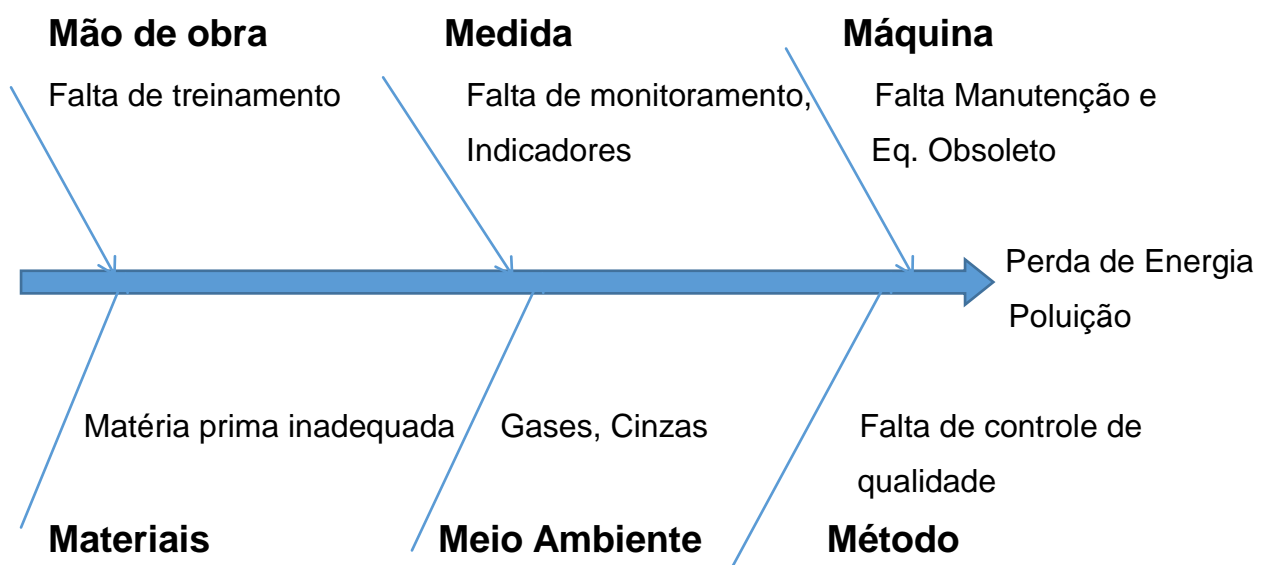 Mão de obra
Medida
Máquina
Falta de treinamento
Falta de monitoramento,
Indicadores
Falta Manutenção e
Eq. Obsoleto
Perda de Energia
Poluição
Matéria prima inadequada
Gases, Cinzas
Falta de controle de
qualidade
Materiais
Meio Ambiente
Método